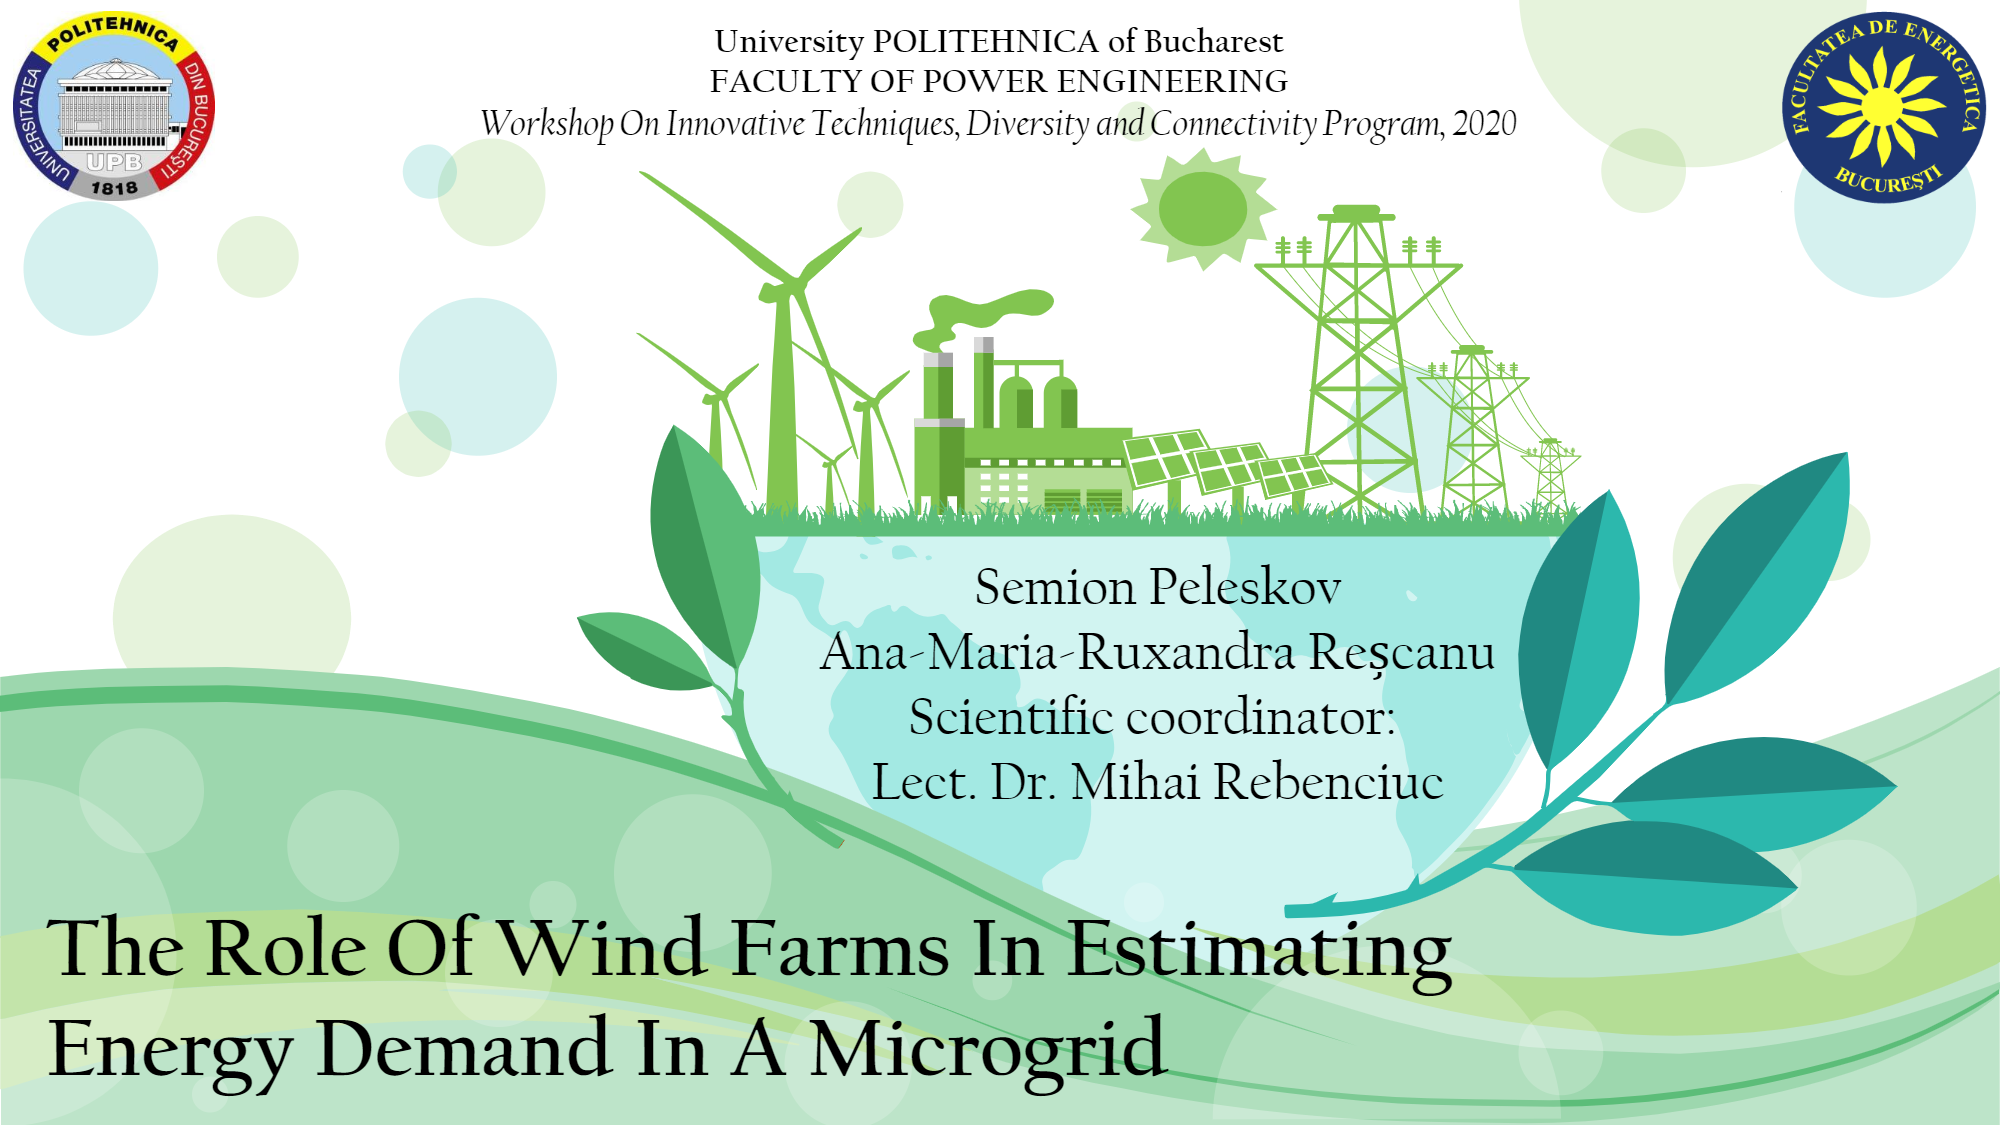 University POLITEHNICA of Bucharest
FACULTY OF POWER ENGINEERING
Workshop On Innovative Techniques, Diversity and Connectivity Program, 2020
UNIVERSITATEA POLITEHNICA DIN BUCUREȘTI
UPB
1818
FACULTATEA DE ENERGETICA
BUCUREȘTI
Semion Peleskov
Ana-Maria-Ruxandra Reșcanu
Scientific coordinator:
Lect. Dr. Mihai Rebenciuc
The Role Of Wind Farms In Estimating
Energy Demand In A Microgrid